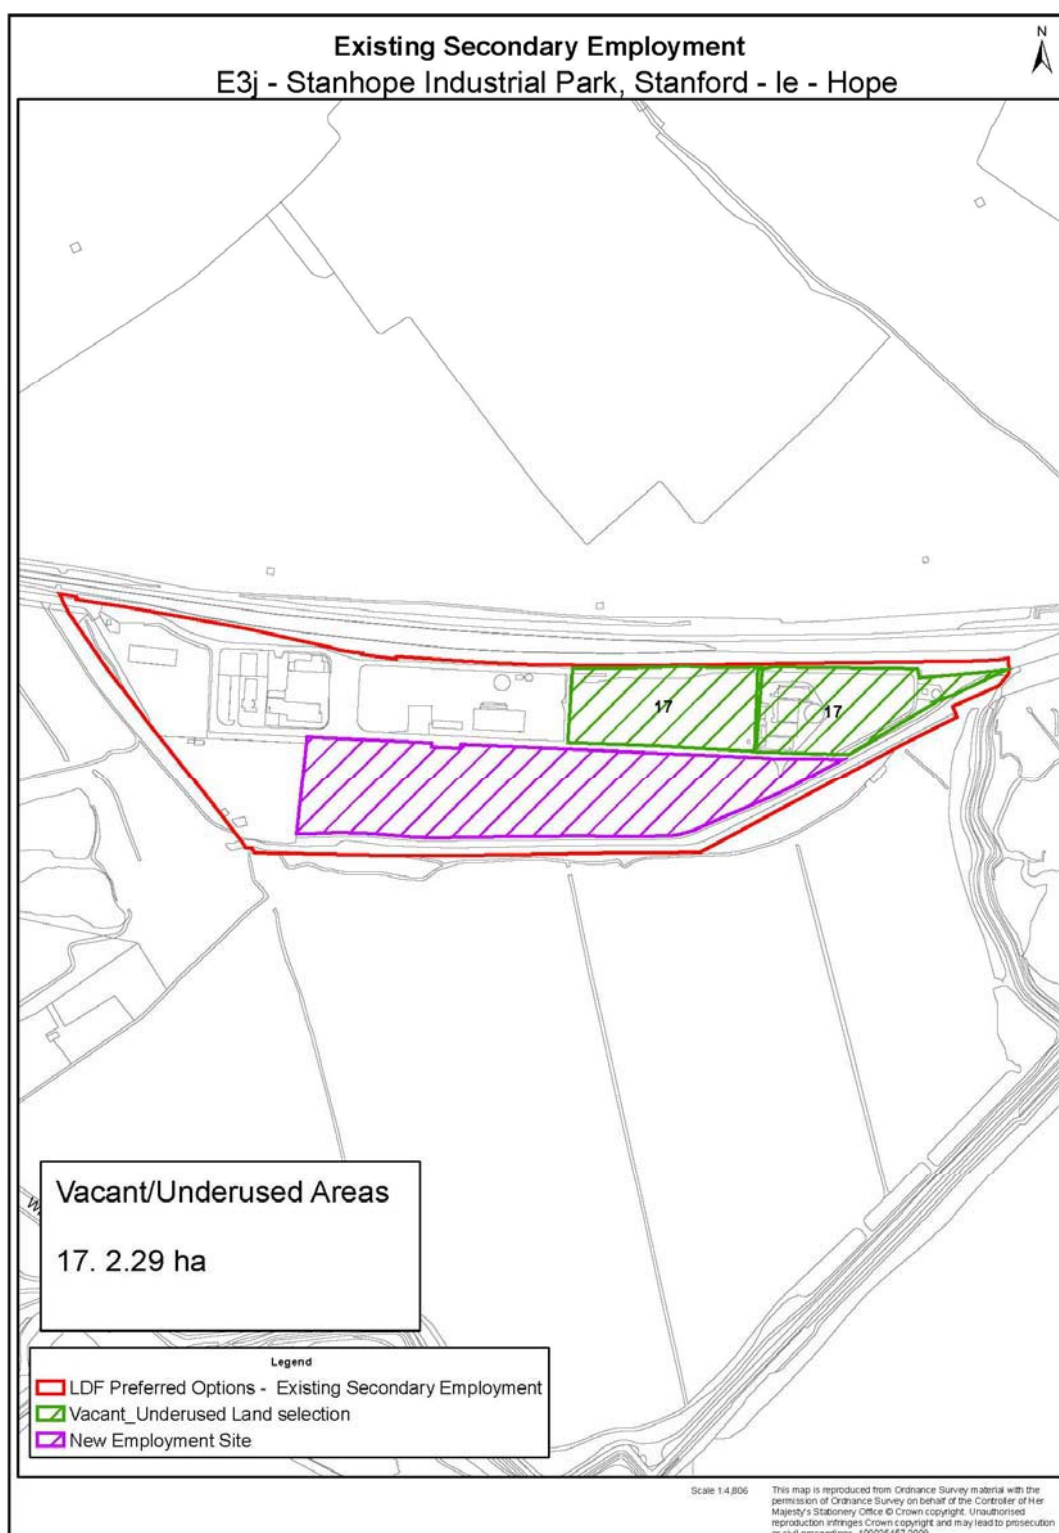 N
Existing Secondary Employment
E3j - Stanhope Industrial Park, Stanford - le - Hope
17
17
Vacant/Underused Areas
17. 2.29 ha
Legend
LDF Preferred Options - Existing Secondary Employment
Vacant_Underused Land selection
New Employment Site
Scale 1:4,806
This map is reproduced from Ordnance Survey material with the
permission of Ordnance Survey on behalf of the Controller of Her
Majesty's Stationery Office © Crown copyright. Unauthorised
reproduction infringes Crown copyright and may lead to prosecution